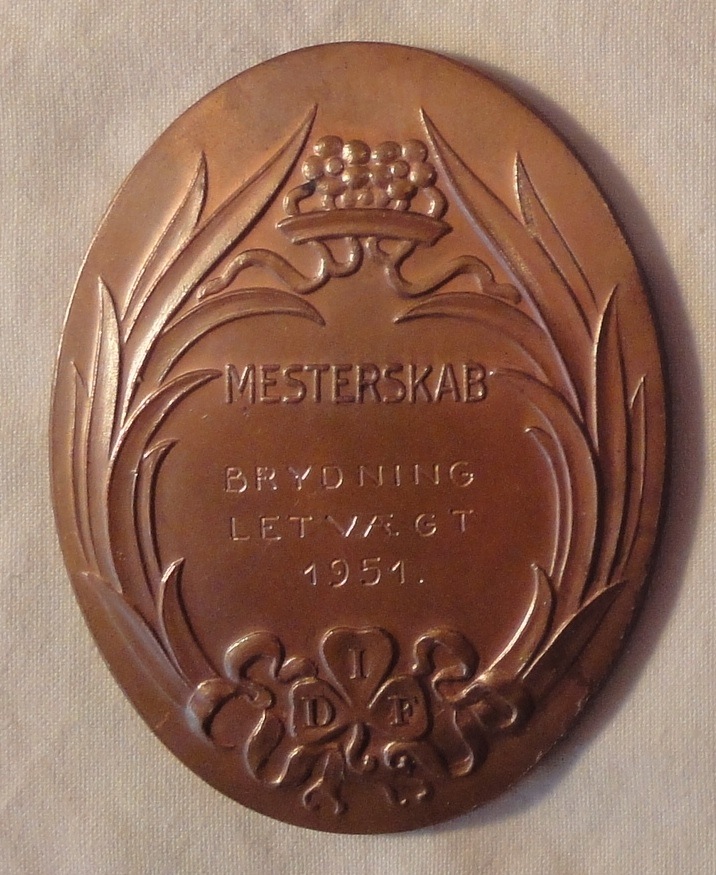 MESTERSKAB
BRYDNING
LETVÆGT
1951.
I
D F